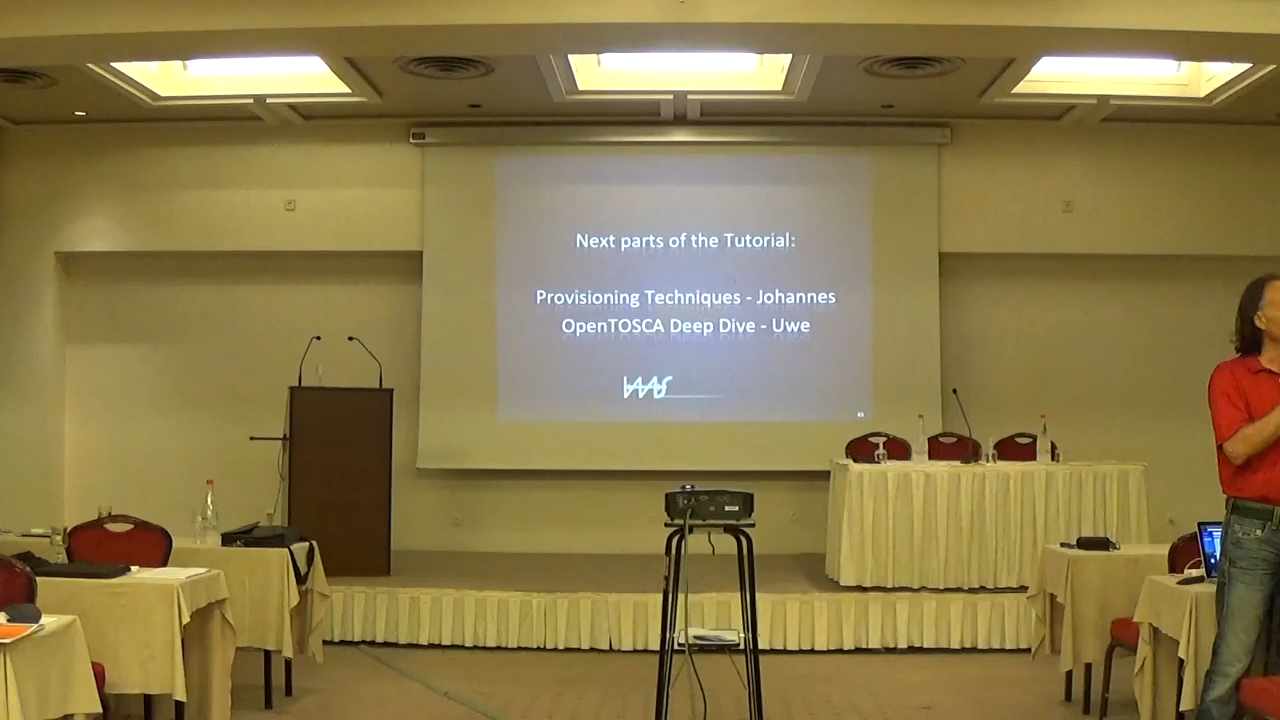 Next parts of the Tutorial:
Provisioning Techniques - Johannes
OpenTOSCA Deep Dive - Uwe
IAAS